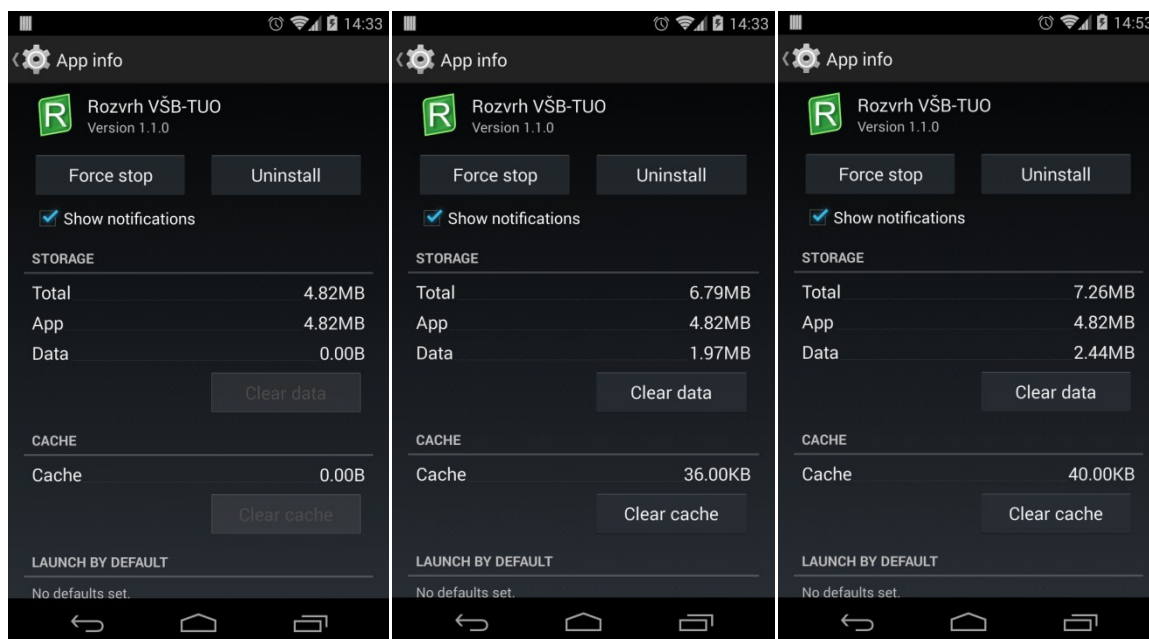 14:33
App info
Rozvrh VŠB-TUO
Version 1.1.0
Force stop Uninstall
Show notifications
STORAGE
Total 4.82MB
App 4.82MB
Data 0.00B
Clear data
CACHE
Cache 0.00B
Clear cache
LAUNCH BY DEFAULT
No defaults set.
14:33
App info
Rozvrh VŠB-TUO
Version 1.1.0
Force stop Uninstall
Show notifications
STORAGE
Total 6.79MB
App 4.82MB
Data 1.97MB
Clear data
CACHE
Cache 36.00KB
Clear cache
LAUNCH BY DEFAULT
No defaults set.
14:53
App info
Rozvrh VŠB-TUO
Version 1.1.0
Force stop Uninstall
Show notifications
STORAGE
Total 7.26MB
App 4.82MB
Data 2.44MB
Clear data
CACHE
Cache 40.00KB
Clear cache
LAUNCH BY DEFAULT
No defaults set.